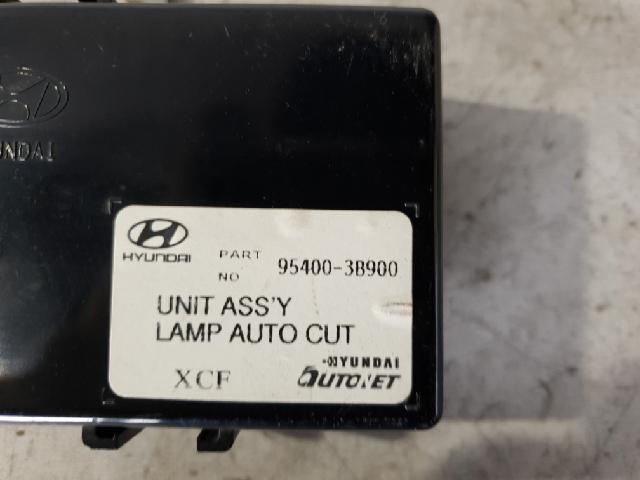 HYUNDAI
HYUNDAI
PART NO 95400-3B900
UNIT ASS'Y
LAMP AUTO CUT
XCF
HYUNDAI
AUTONET